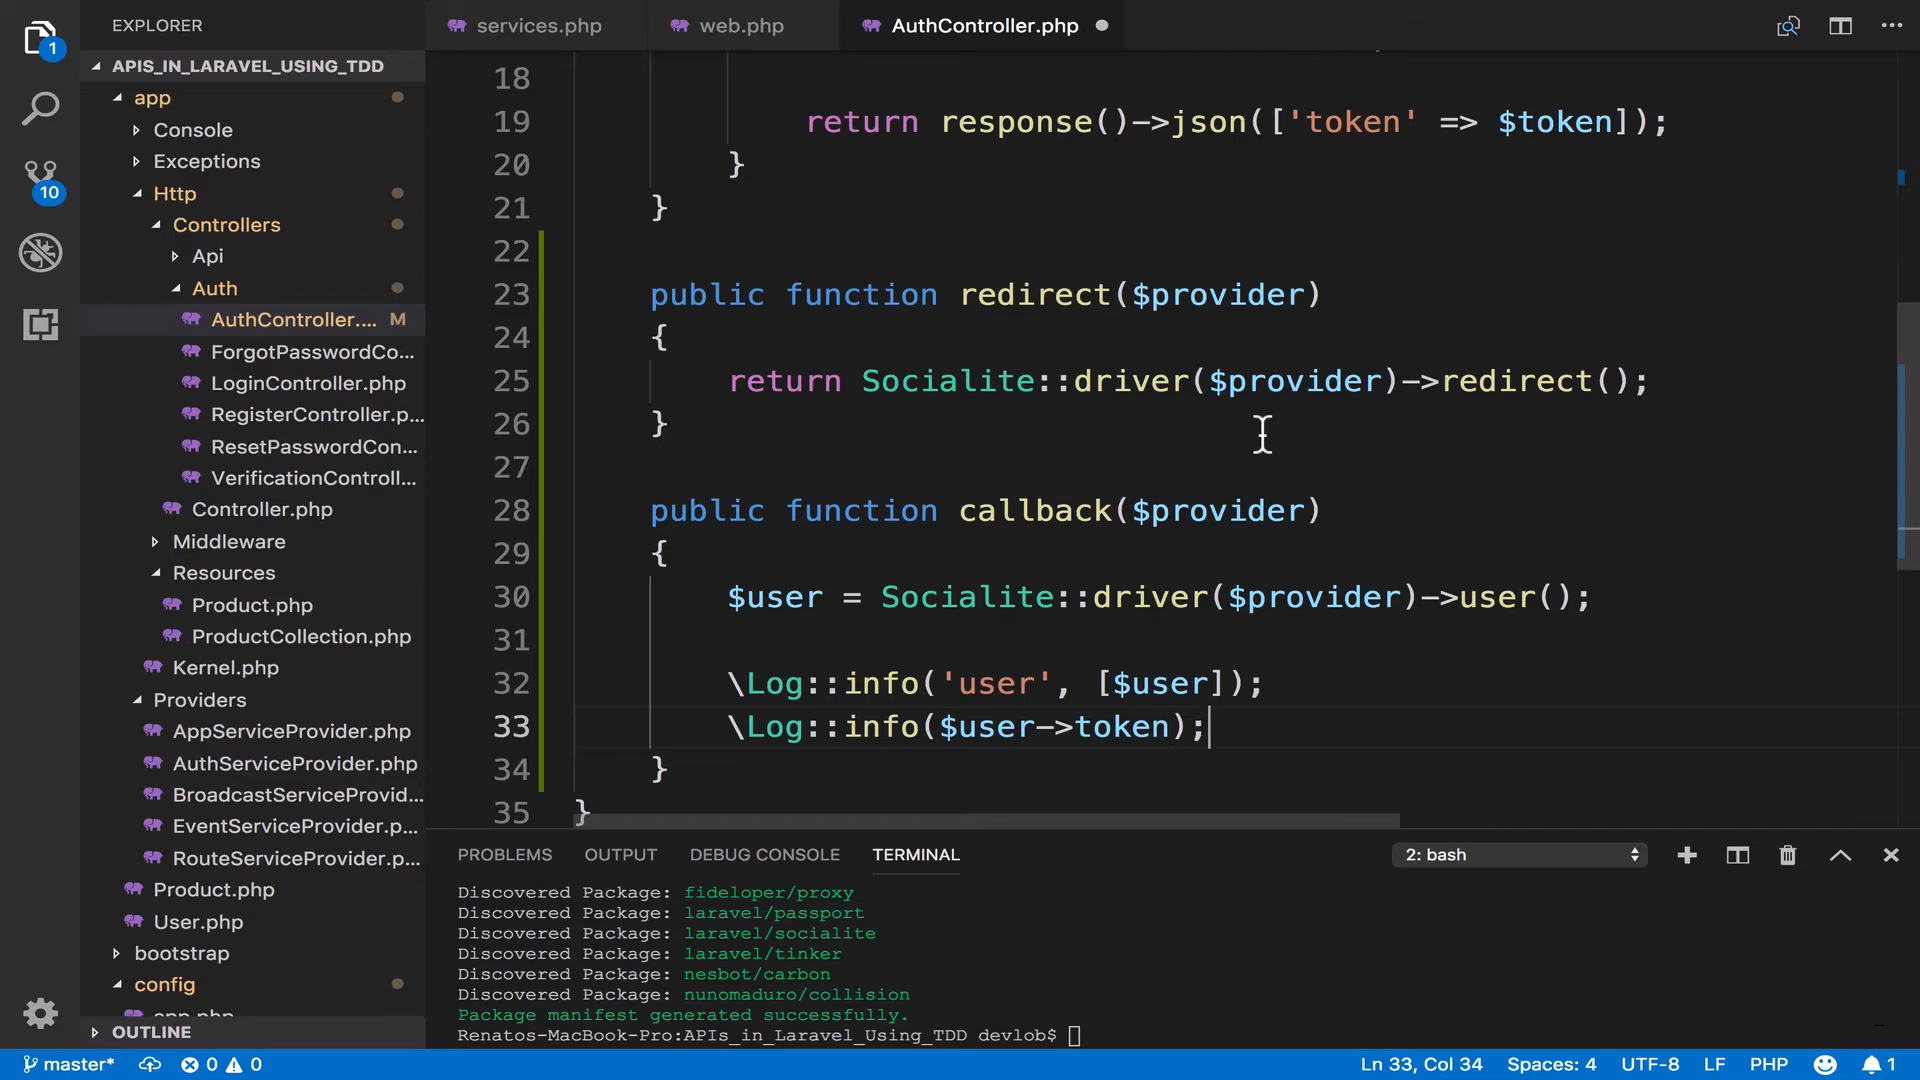 EXPLORER
services.php
web.php
AuthController.php
1
APIS_IN_LARAVEL_USING_TDD
app
Console
Exceptions
10
Http
Controllers
Api
Auth
AuthController.... M
ForgotPasswordCo...
LoginController.php
RegisterController.p...
ResetPasswordCon...
VerificationControll...
Controller.php
Middleware
Resources
Product.php
ProductCollection.php
Kernel.php
Providers
AppServiceProvider.php
AuthServiceProvider.php
BroadcastServiceProvid...
EventServiceProvider.p...
RouteServiceProvider.p...
Product.php
User.php
bootstrap
config
app.php
OUTLINE
18
19 return response()->json(['token' => $token]);
20 }
21 }
22
23 public function redirect($provider)
24 {
25 return Socialite::driver($provider)->redirect();
26 }
27
28 public function callback($provider)
29 {
30 $user = Socialite::driver($provider)->user();
31
32 \Log::info('user', [$user]);
33 \Log::info($user->token);
34 }
35 }
PROBLEMS OUTPUT DEBUG CONSOLE TERMINAL 2: bash
Discovered Package: fideloper/proxy
Discovered Package: laravel/passport
Discovered Package: laravel/socialite
Discovered Package: laravel/tinker
Discovered Package: nesbot/carbon
Discovered Package: nunomaduro/collision
Package manifest generated successfully.
Renatos-MacBook-Pro:APIs_in_Laravel_Using_TDD devlob$
master* 0 0 Ln 33, Col 34 Spaces: 4 UTF-8 LF PHP 1